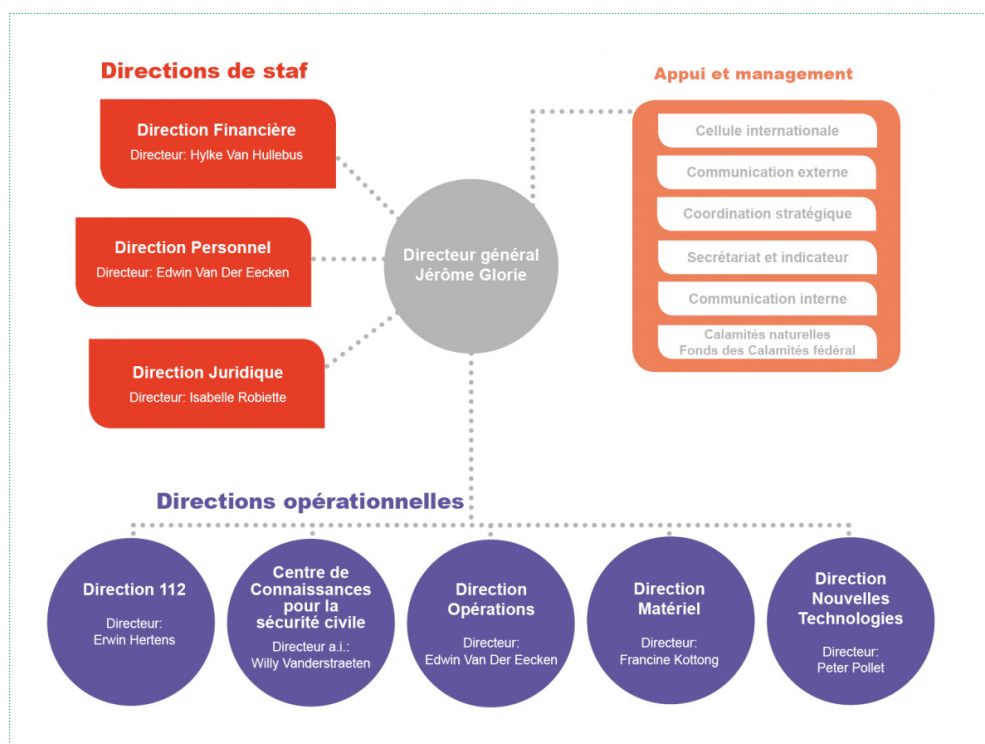 Directions de staf
Direction Financière
Directeur: Hylke Van Hullebus
Direction Personnel
Directeur: Edwin Van Der Eecken
Direction Juridique
Directeur: Isabelle Robiette
Directeur général
Jérôme Glorie
Appui et management
Cellule internationale
Communication externe
Coordination stratégique
Secrétariat et indicateur
Communication interne
Calamités naturelles
Fonds des Calamités fédéral
Directions opérationnelles
Direction 112
Directeur:
Erwin Hertens
Centre de
Connaissances
pour la
sécurité civile
Directeur a.i.:
Willy Vanderstraeten
Direction
Opérations
Directeur:
Edwin Van Der Eecken
Direction
Matériel
Directeur:
Francine Kottong
Direction
Nouvelles
Technologies
Directeur:
Peter Pollet